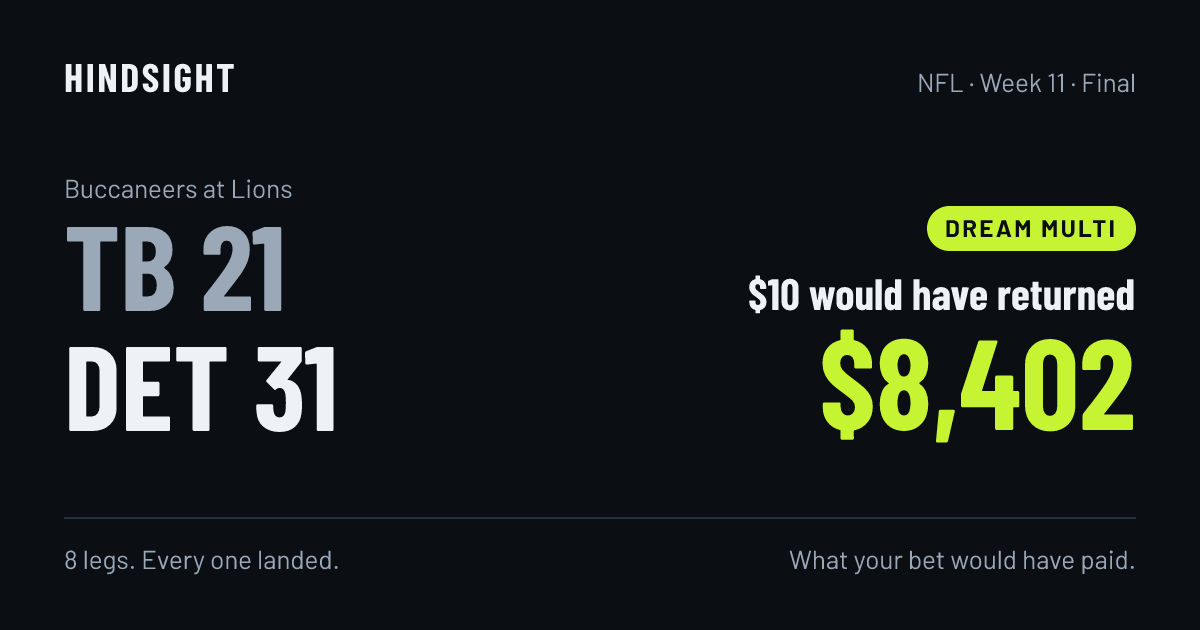 HINDSIGHT
NFL · Week 11 · Final
Buccaneers at Lions
TB 21
DET 31
DREAM MULTI
$10 would have returned
$8,402
8 legs. Every one landed.
What your bet would have paid.